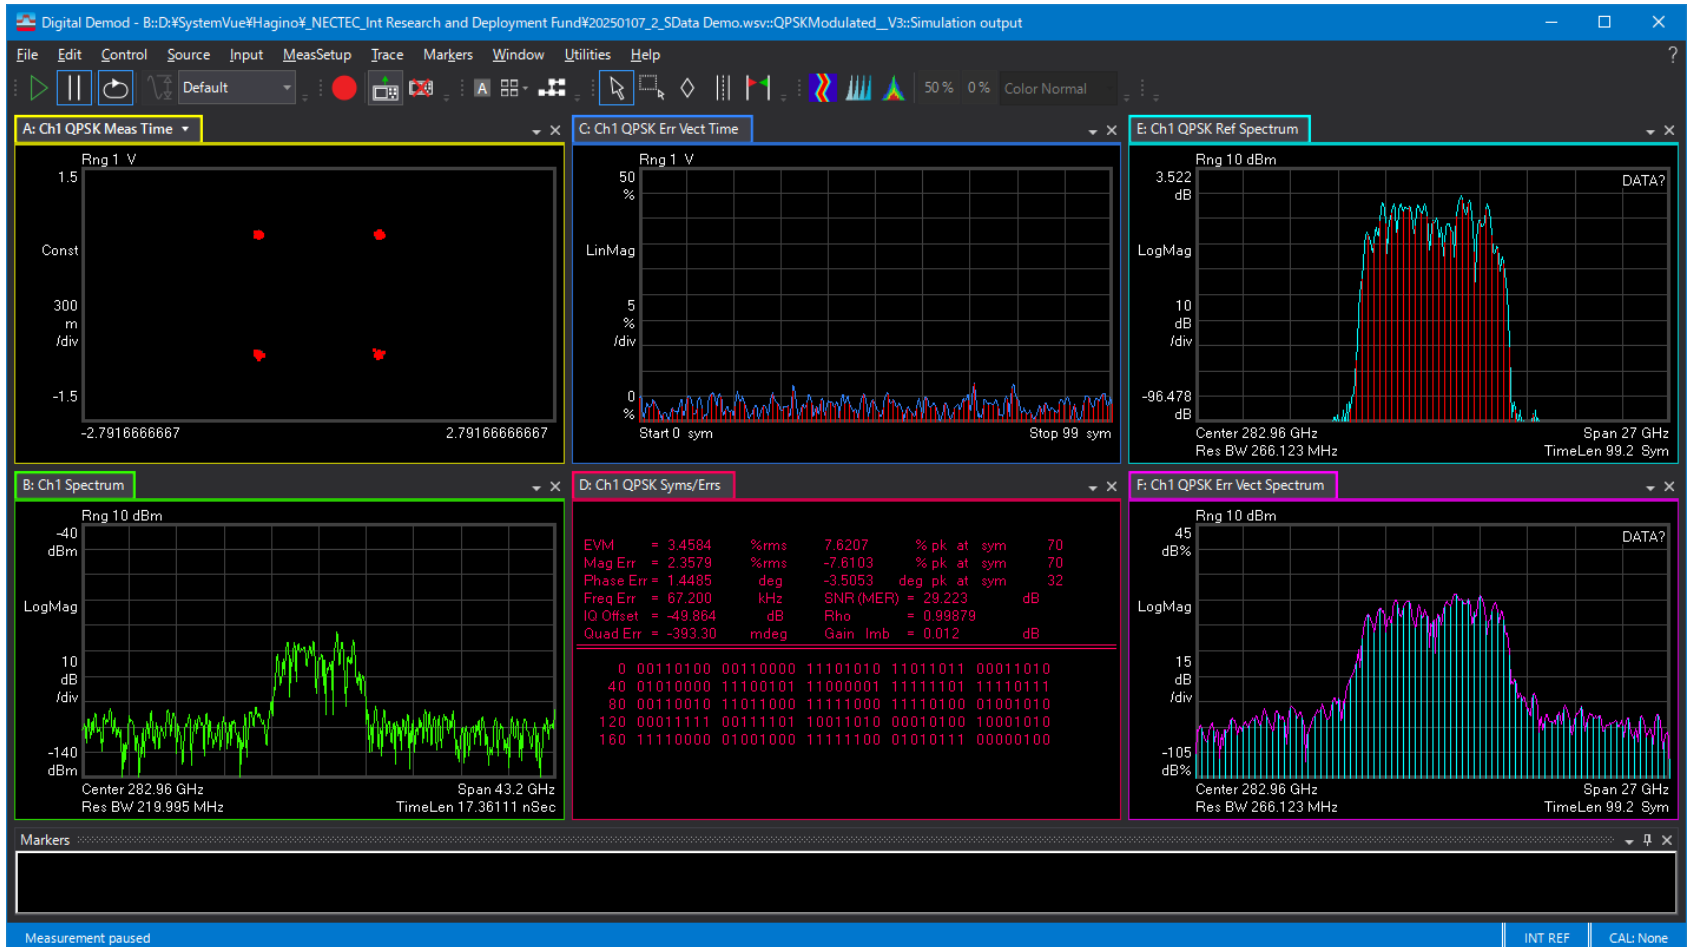 Digital Demod - B::D:¥SystemVue¥Hagino¥_NECTEC_Int Research and Deployment Fund¥20250107_2_SData Demo.wsv::QPSKModulated__V3::Simulation output
File Edit Control Source Input MeasSetup Trace Markers Window Utilities Help ?
Default A 50 % 0 % Color Normal
A: Ch1 QPSK Meas Time
Rng 1 V
1.5
Const
300
m
/div
-1.5
-2.7916666667 2.79166666667
C: Ch1 QPSK Err Vect Time
Rng 1 V
50
%
LinMag
5
%
/div
0
%
Start 0 sym Stop 99 sym
E: Ch1 QPSK Ref Spectrum
Rng 10 dBm
3.522
dB
DATA?
LogMag
10
dB
/div
-96.478
dB
Center 282.96 GHz Span 27 GHz
Res BW 266.123 MHz TimeLen 99.2 Sym
B: Ch1 Spectrum
Rng 10 dBm
-40
dBm
LogMag
10
dB
/div
-140
dBm
Center 282.96 GHz Span 43.2 GHz
Res BW 219.995 MHz TimeLen 17.36111 nSec
D: Ch1 QPSK Syms/Errs
EVM = 3.4584 %rms 7.6207 % pk at sym 70
Mag Err = 2.3579 %rms -7.6103 % pk at sym 70
Phase Err = 1.4485 deg -3.5053 deg pk at sym 32
Freq Err = 67.200 kHz SNR(MER) = 29.223 dB
IQ Offset = -49.864 dB Rho = 0.99879
Quad Err = -393.30 mdeg Gain Imb = 0.012 dB
0 00110100 00110000 11101010 11011011 00011010
40 01010000 11100101 11000001 11111101 11110111
80 00110010 11011000 11111000 11110100 01001010
120 00011111 00111101 10011010 00010100 10001010
160 11110000 01001000 11111100 01010111 00000100
F: Ch1 QPSK Err Vect Spectrum
Rng 10 dBm
45
dB%
DATA?
LogMag
15
dB
/div
-105
dB%
Center 282.96 GHz Span 27 GHz
Res BW 266.123 MHz TimeLen 99.2 Sym
Markers
Measurement paused INT REF CAL: None